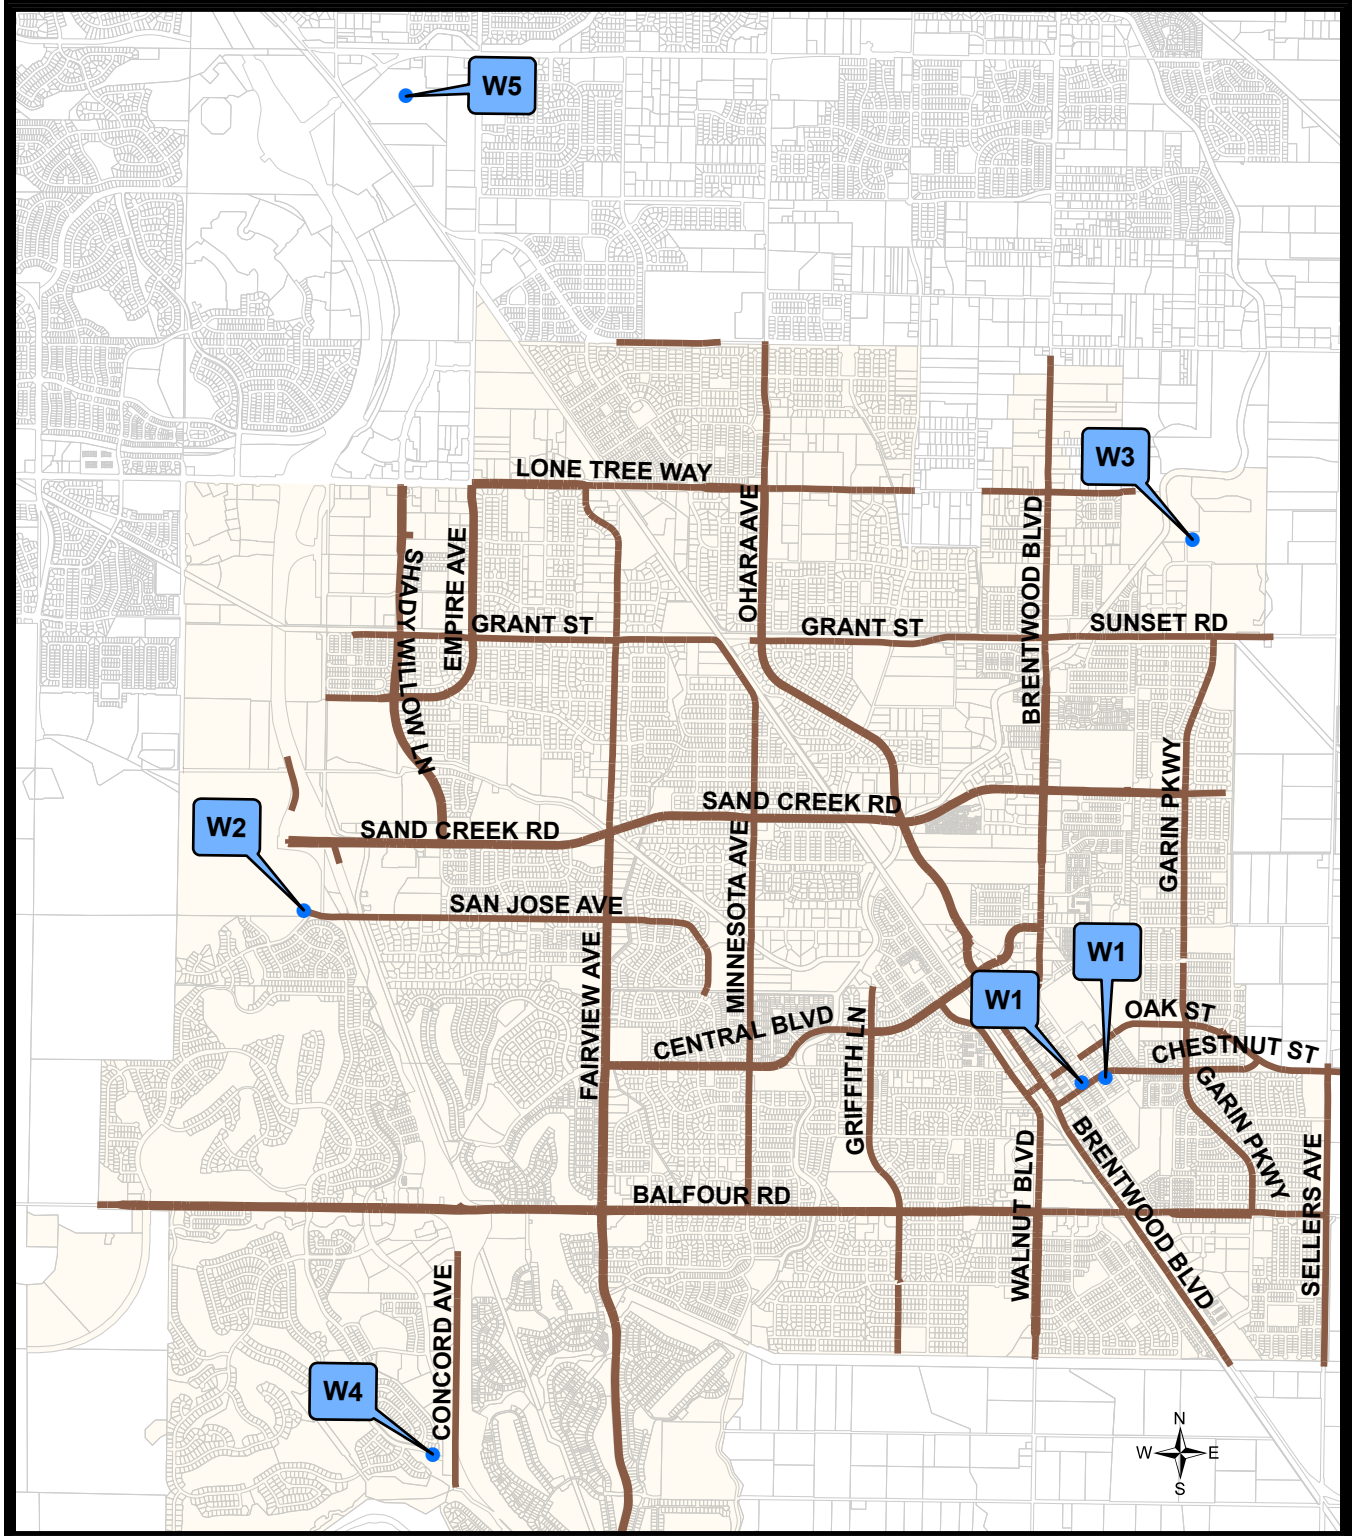 W5
W3
LONE TREE WAY
OHARA AVE
BRENTWOOD BLVD
SHADY WILLOW LN
EMPIRE AVE
GRANT ST
GRANT ST
SUNSET RD
GARIN PKWY
SAND CREEK RD
SAND CREEK RD
W2
MINNESOTA AVE
SAN JOSE AVE
FAIRVIEW AVE
W1
W1
OAK ST
CENTRAL BLVD
GRIFFITH LN
CHESTNUT ST
GARIN PKWY
BRENTWOOD BLVD
WALNUT BLVD
SELLERS AVE
BALFOUR RD
CONCORD AVE
W4
N
W
E
S